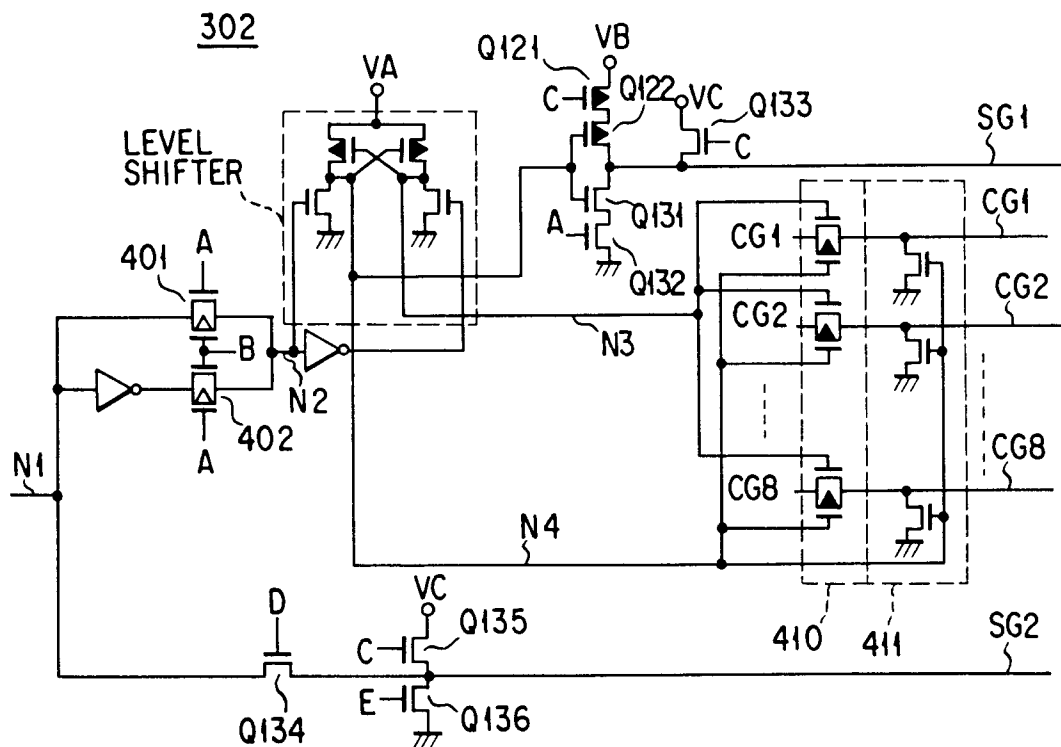 302
VA
LEVEL
SHIFTER
Q121
VB
C
Q122
VC
Q133
C
SG1
Q131
A
Q132
CG1
CG1
CG2
CG2
CG8
CG8
A
401
B
402
A
N1
N2
N3
N4
410
411
D
Q134
VC
C
Q135
E
Q136
SG2